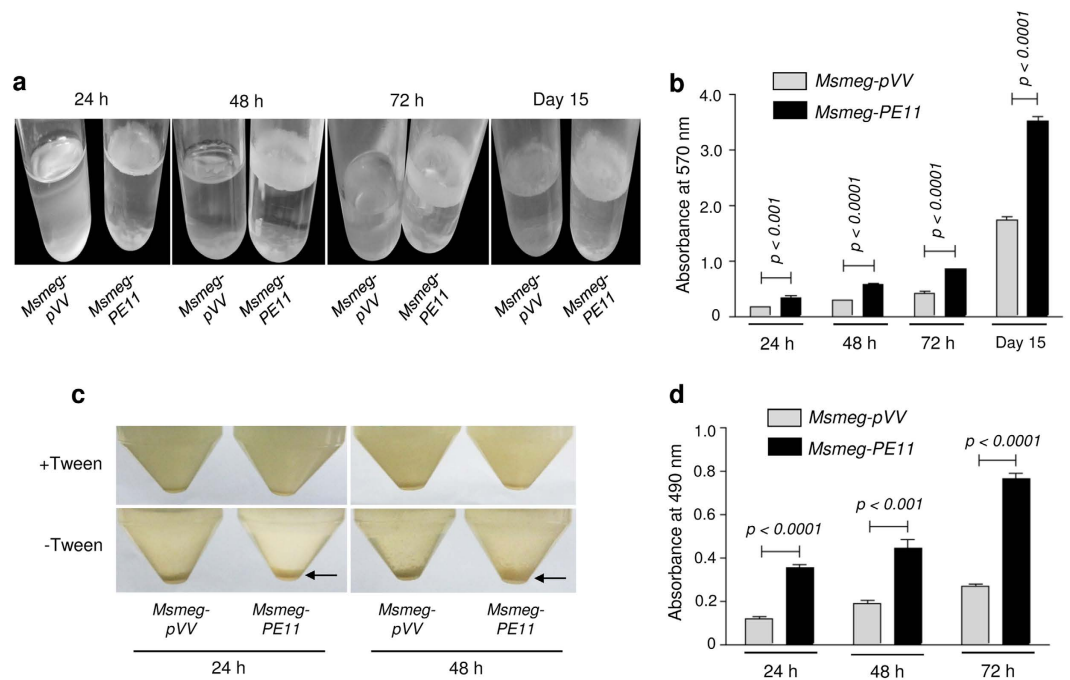 a
24 h
48 h
72 h
Day 15
Msmeg-
pVV
Msmeg-
PE11
Msmeg-
pVV
Msmeg-
PE11
Msmeg-
pVV
Msmeg-
PE11
Msmeg-
pVV
Msmeg-
PE11
b
Msmeg-pVV
Msmeg-PE11
Absorbance at 570 nm
4.0
3.0
2.0
1.0
0
p < 0.001
p < 0.0001
p < 0.0001
p < 0.0001
24 h
48 h
72 h
Day 15
c
+Tween
-Tween
Msmeg-
pVV
Msmeg-
PE11
Msmeg-
pVV
Msmeg-
PE11
24 h
48 h
d
Msmeg-pVV
Msmeg-PE11
Absorbance at 490 nm
1.0
0.8
0.6
0.4
0.2
0
p < 0.0001
p < 0.001
p < 0.0001
24 h
48 h
72 h